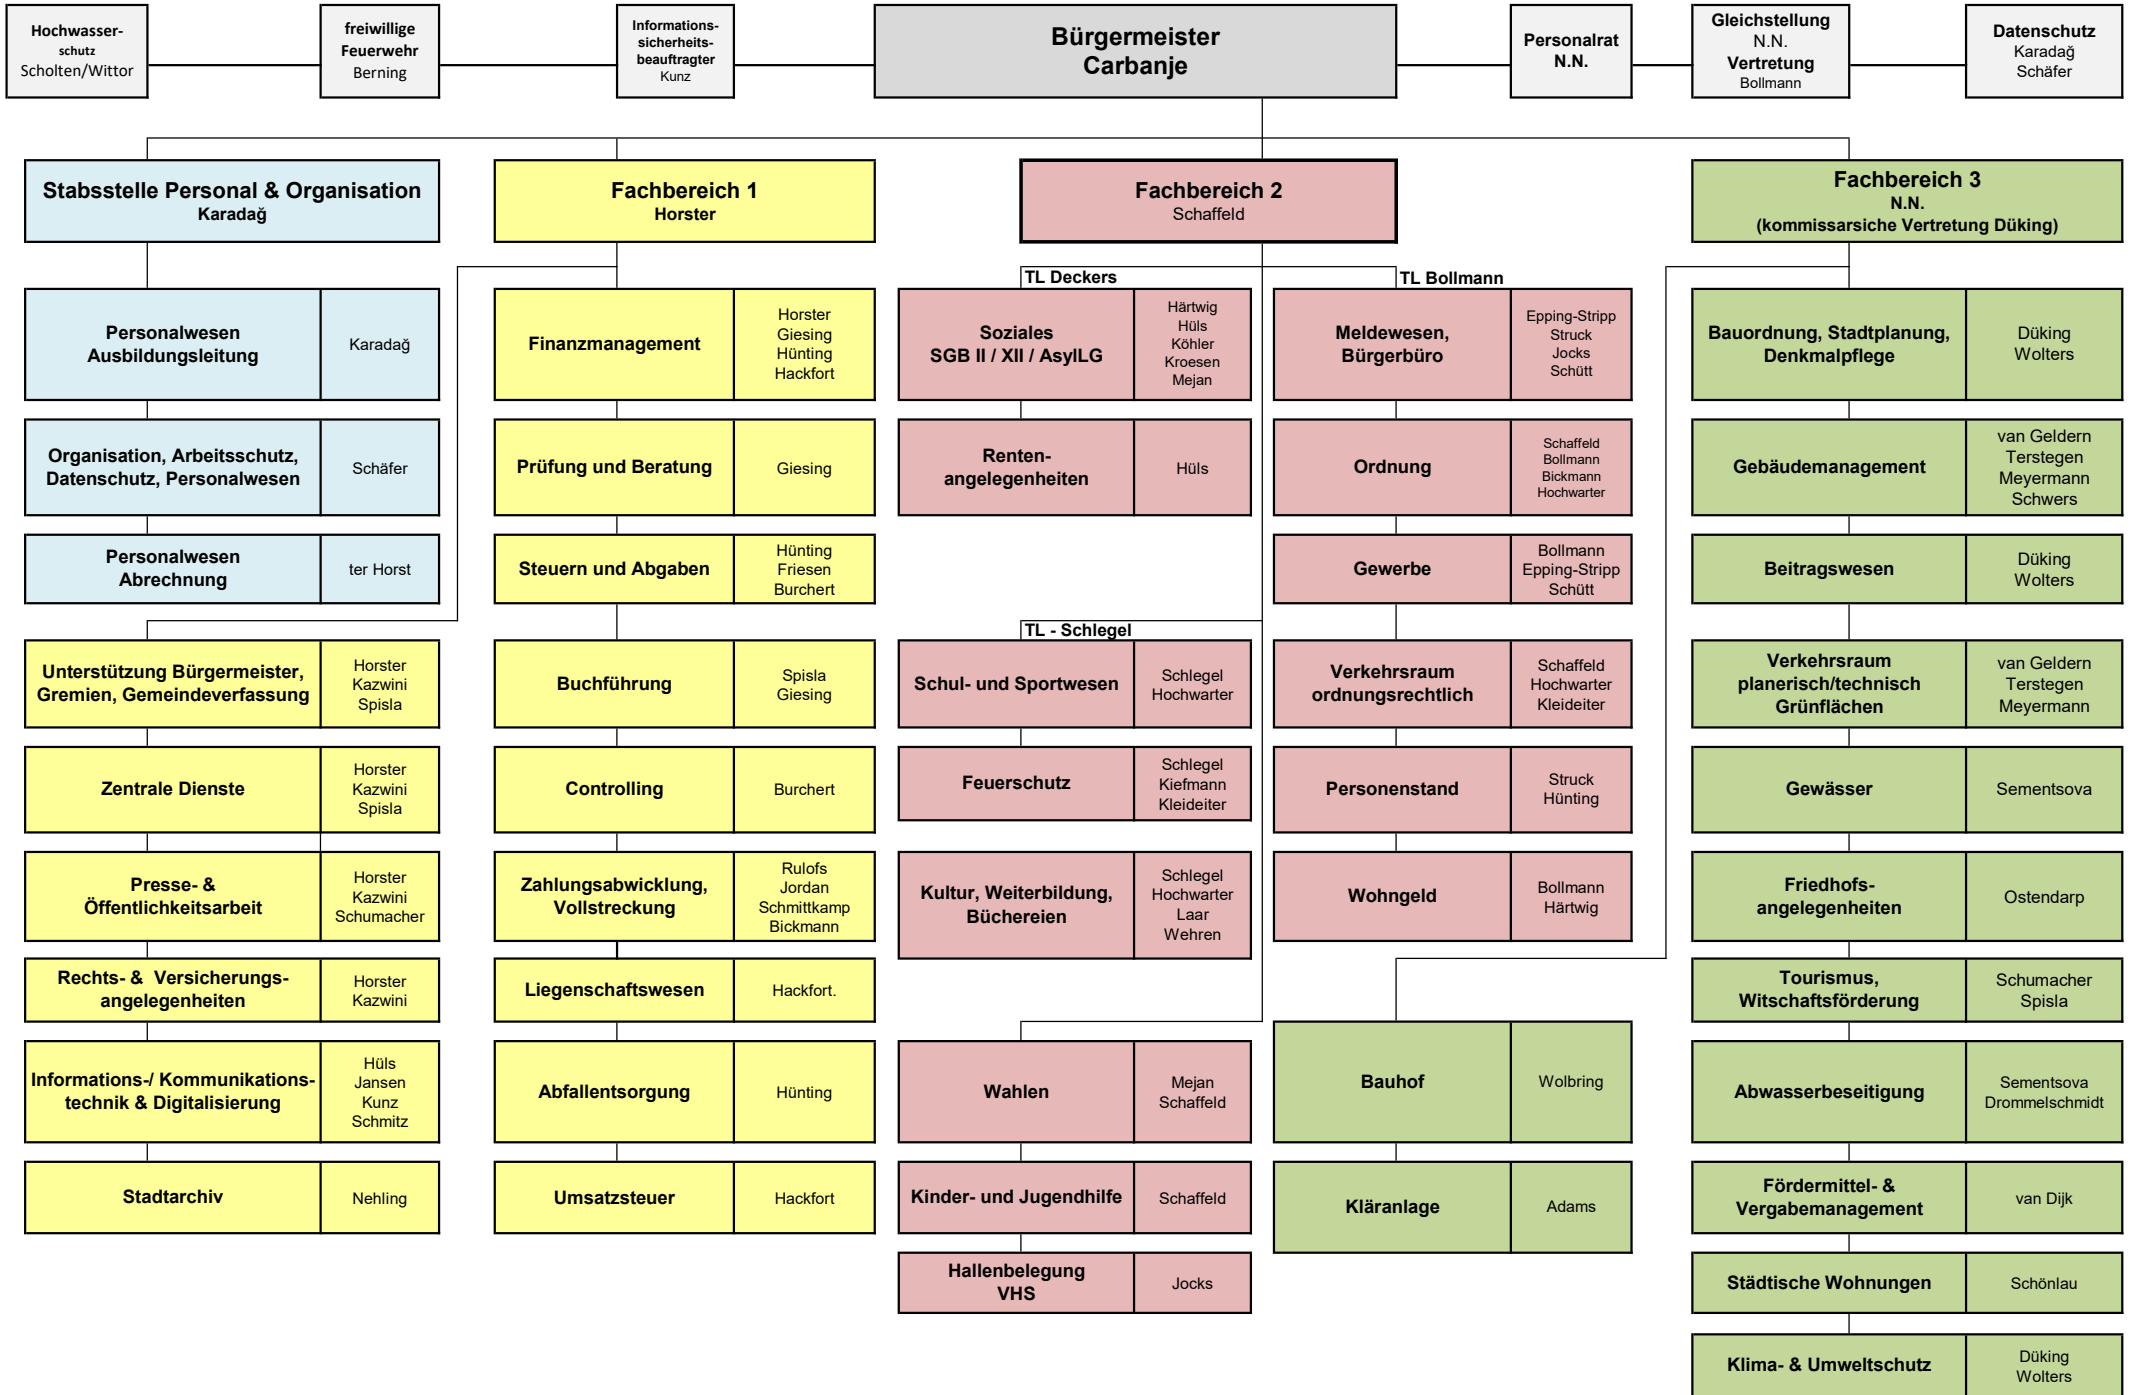 Hochwasser-
schutz
Scholten/Wittor
freiwillige
Feuerwehr
Berning
Informations-
sicherheits-
beauftragter
Kunz
Bürgermeister
Carbanje
Personalrat
N.N.
Gleichstellung
N.N.
Vertretung
Bollmann
Datenschutz
Karadağ
Schäfer
Stabsstelle Personal & Organisation
Karadağ
Fachbereich 1
Horster
Fachbereich 2
Schaffeld
Fachbereich 3
N.N.
(kommissarsiche Vertretung Düking)
Personalwesen
Ausbildungsleitung
Karadağ
Organisation, Arbeitsschutz,
Datenschutz, Personalwesen
Schäfer
Personalwesen
Abrechnung
ter Horst
Unterstützung Bürgermeister,
Gremien, Gemeindeverfassung
Horster
Kazwini
Spisla
Zentrale Dienste
Horster
Kazwini
Spisla
Presse- &
Öffentlichkeitsarbeit
Horster
Kazwini
Schumacher
Rechts- & Versicherungs-
angelegenheiten
Horster
Kazwini
Informations-/ Kommunikations-
technik & Digitalisierung
Hüls
Jansen
Kunz
Schmitz
Stadtarchiv
Nehling
Finanzmanagement
Horster
Giesing
Hünting
Hackfort
Prüfung und Beratung
Giesing
Steuern und Abgaben
Hünting
Friesen
Burchert
Buchführung
Spisla
Giesing
Controlling
Burchert
Zahlungsabwicklung,
Vollstreckung
Rulofs
Jordan
Schmittkamp
Bickmann
Liegenschaftswesen
Hackfort.
Abfallentsorgung
Hünting
Umsatzsteuer
Hackfort
TL Deckers
Soziales
SGB II / XII / AsylLG
Härtwig
Hüls
Köhler
Kroesen
Mejan
Renten-
angelegenheiten
Hüls
TL - Schlegel
Schul- und Sportwesen
Schlegel
Hochwarter
Feuerschutz
Schlegel
Kiefmann
Kleideiter
Kultur, Weiterbildung,
Büchereien
Schlegel
Hochwarter
Laar
Wehren
Wahlen
Mejan
Schaffeld
Kinder- und Jugendhilfe
Schaffeld
Hallenbelegung
VHS
Jocks
TL Bollmann
Meldewesen,
Bürgerbüro
Epping-Stripp
Struck
Jocks
Schütt
Ordnung
Schaffeld
Bollmann
Bickmann
Hochwarter
Gewerbe
Bollmann
Epping-Stripp
Schütt
Verkehrsraum
ordnungsrechtlich
Schaffeld
Hochwarter
Kleideiter
Personenstand
Struck
Hünting
Wohngeld
Bollmann
Härtwig
Bauhof
Wolbring
Kläranlage
Adams
Bauordnung, Stadtplanung,
Denkmalpflege
Düking
Wolters
Gebäudemanagement
van Geldern
Terstegen
Meyermann
Schwers
Beitragswesen
Düking
Wolters
Verkehrsraum
planerisch/technisch
Grünflächen
van Geldern
Terstegen
Meyermann
Gewässer
Sementsova
Friedhofs-
angelegenheiten
Ostendarp
Tourismus,
Witschaftsförderung
Schumacher
Spisla
Abwasserbeseitigung
Sementsova
Drommelschmidt
Fördermittel- &
Vergabemanagement
van Dijk
Städtische Wohnungen
Schönlau
Klima- & Umweltschutz
Düking
Wolters